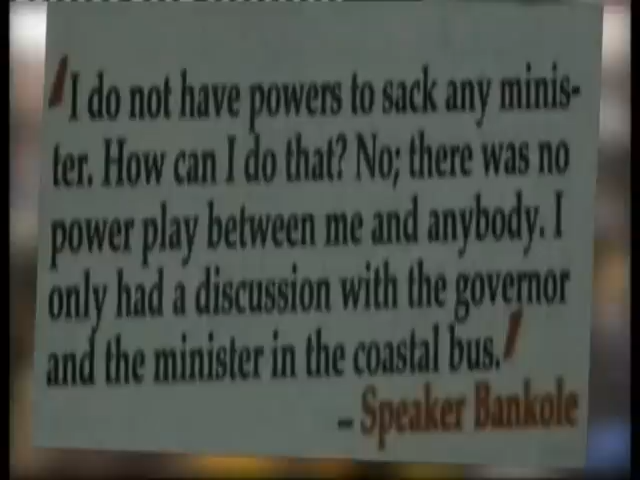 'I do not have powers to sack any minis-
ter. How can I do that? No; there was no
power play between me and anybody. I
only had a discussion with the governor
and the minister in the coastal bus.'
– Speaker Bankole